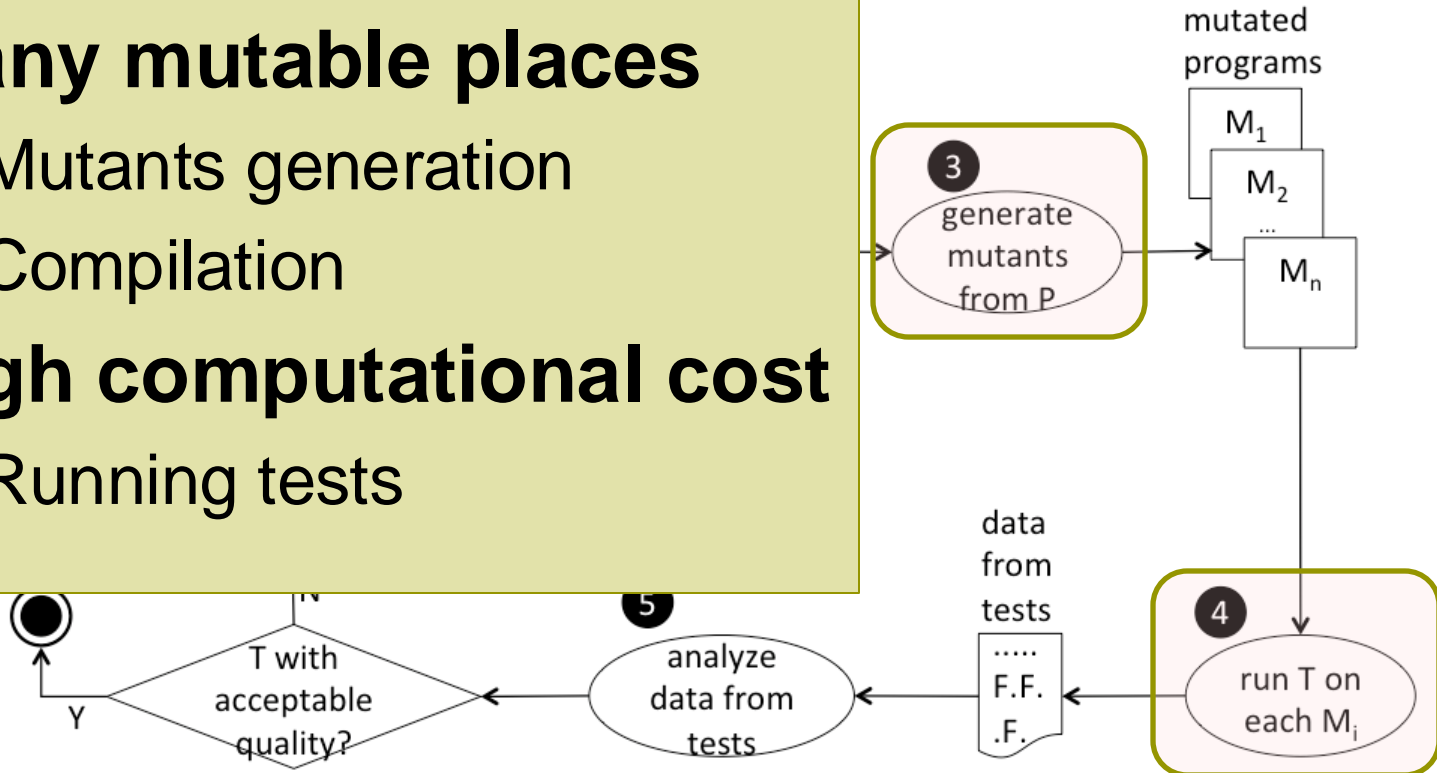 any mutable places
Mutants generation
Compilation
gh computational cost
Running tests
mutated
programs
M₁
M₂
...
Mₙ
3
generate
mutants
from P
4
run T on
each Mᵢ
data
from
tests
.....
F.F.
.F.
5
analyze
data from
tests
N
T with
acceptable
quality?
Y